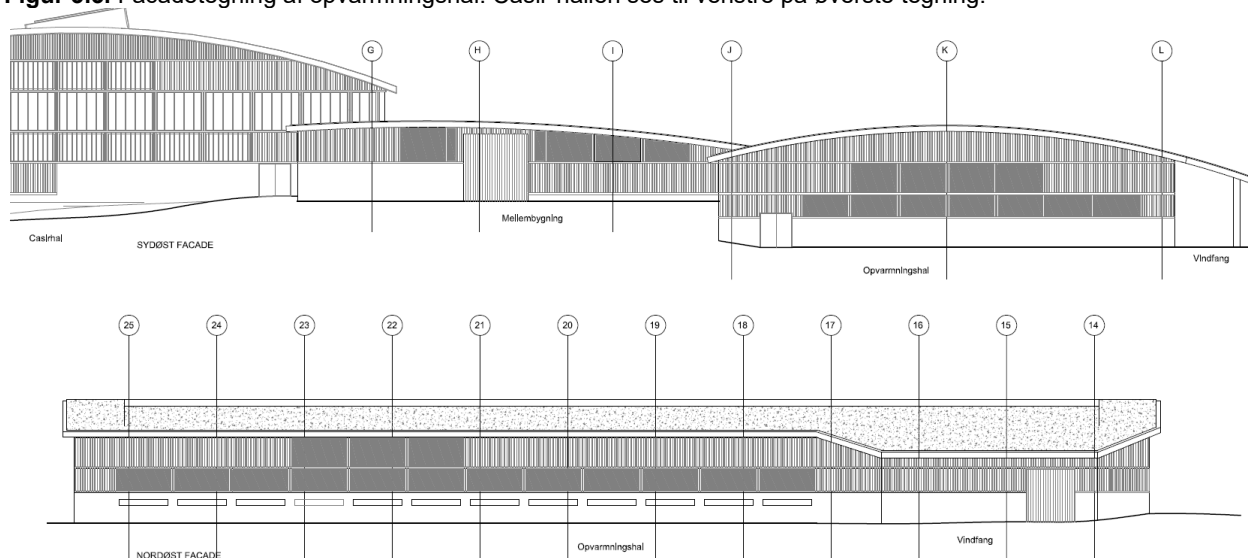 Figur 5.3. Facadetegning af opvarmningshal. Casir-hallen ses til venstre på øverste tegning.
G H I J K L
Mellembygning
Casirhal
SYDØST FACADE
Vindfang
Opvarmningshal
25 24 23 22 21 20 19 18 17 16 15 14
Opvarmningshal
Vindfang
NORDØST FACADE